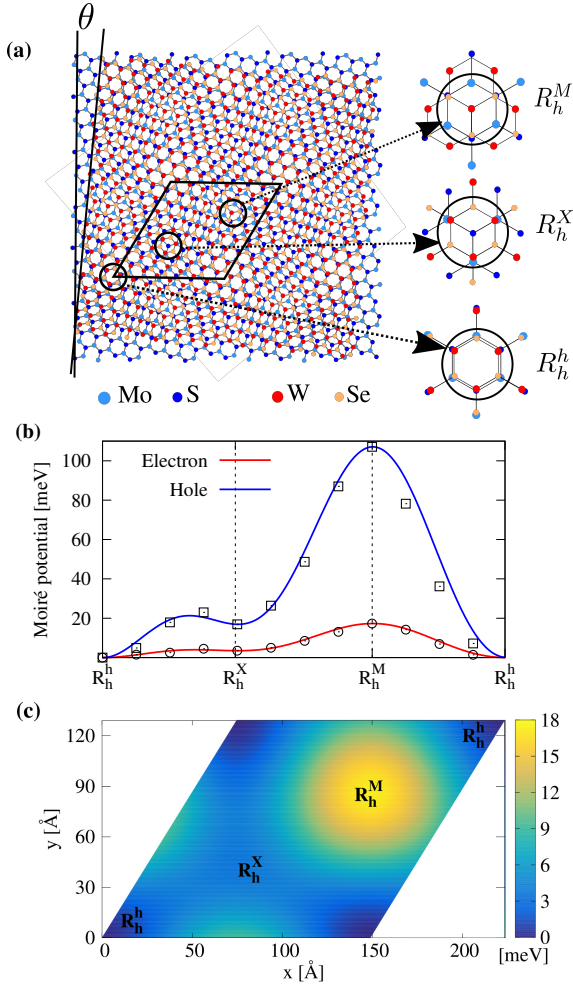 θ
(a)
R_h^M
R_h^X
R_h^h
Mo S W Se
(b)
Moiré potential [meV]
100
80
60
40
20
Electron
Hole
R_h^h R_h^X R_h^M R_h^h
(c)
y [Å]
120
90
60
30
0
R_h^h
R_h^M
R_h^X
R_h^h
0 50 100 150 200
x [Å]
18
15
12
9
6
3
0
[meV]